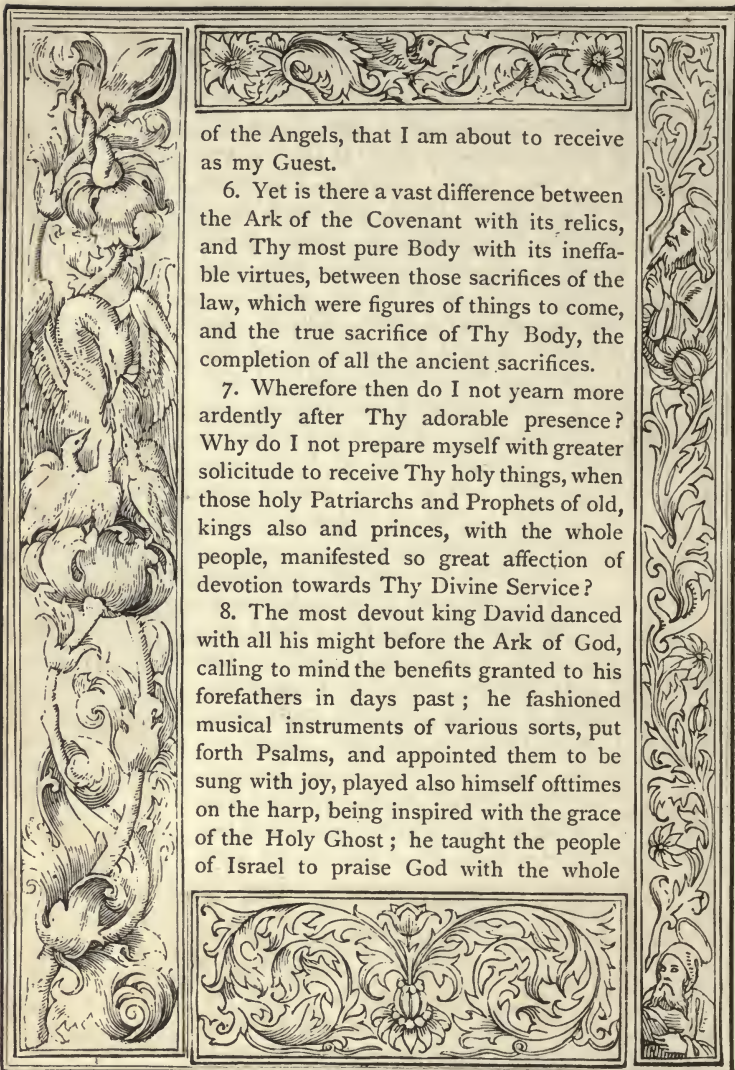 of the Angels, that I am about to receive
as my Guest.
6. Yet is there a vast difference between
the Ark of the Covenant with its relics,
and Thy most pure Body with its ineffa-
ble virtues, between those sacrifices of the
law, which were figures of things to come,
and the true sacrifice of Thy Body, the
completion of all the ancient sacrifices.
7. Wherefore then do I not yearn more
ardently after Thy adorable presence?
Why do I not prepare myself with greater
solicitude to receive Thy holy things, when
those holy Patriarchs and Prophets of old,
kings also and princes, with the whole
people, manifested so great affection of
devotion towards Thy Divine Service?
8. The most devout king David danced
with all his might before the Ark of God,
calling to mind the benefits granted to his
forefathers in days past; he fashioned
musical instruments of various sorts, put
forth Psalms, and appointed them to be
sung with joy, played also himself ofttimes
on the harp, being inspired with the grace
of the Holy Ghost; he taught the people
of Israel to praise God with the whole